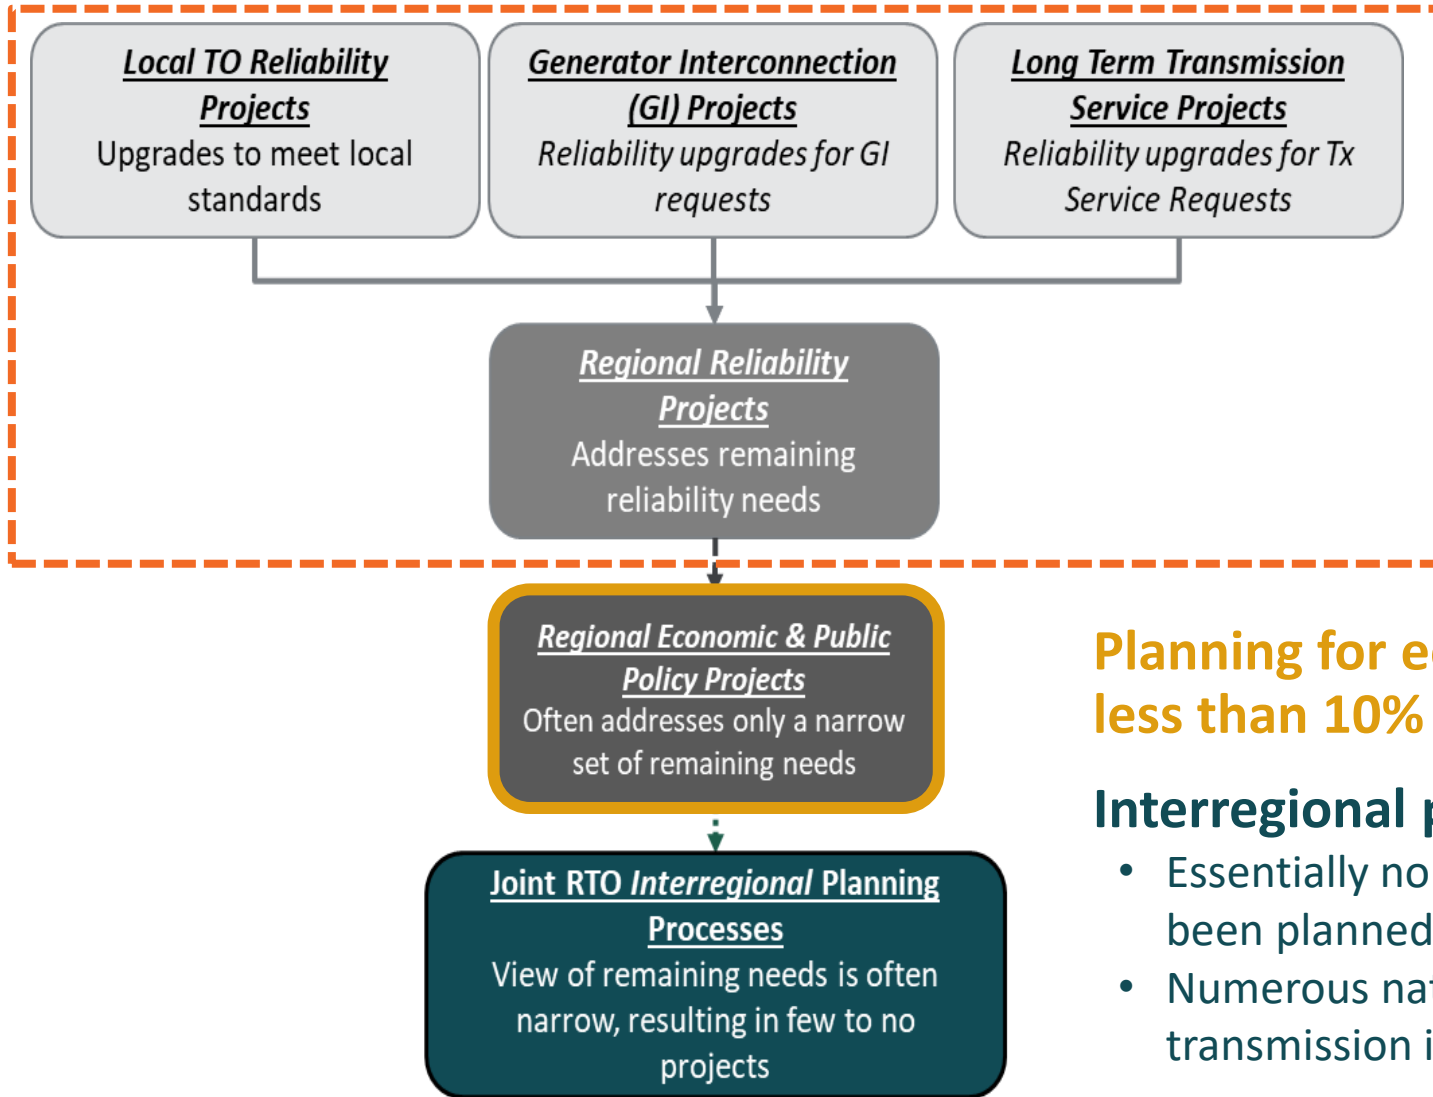 Local TO Reliability
Projects
Upgrades to meet local
standards
Generator Interconnection
(GI) Projects
Reliability upgrades for GI
requests
Long Term Transmission
Service Projects
Reliability upgrades for Tx
Service Requests
Regional Reliability
Projects
Addresses remaining
reliability needs
Regional Economic & Public
Policy Projects
Often addresses only a narrow
set of remaining needs
Joint RTO Interregional Planning
Processes
View of remaining needs is often
narrow, resulting in few to no
projects
Planning for
less than 10%
Interregional
• Essentially no
been planned
• Numerous
transmission